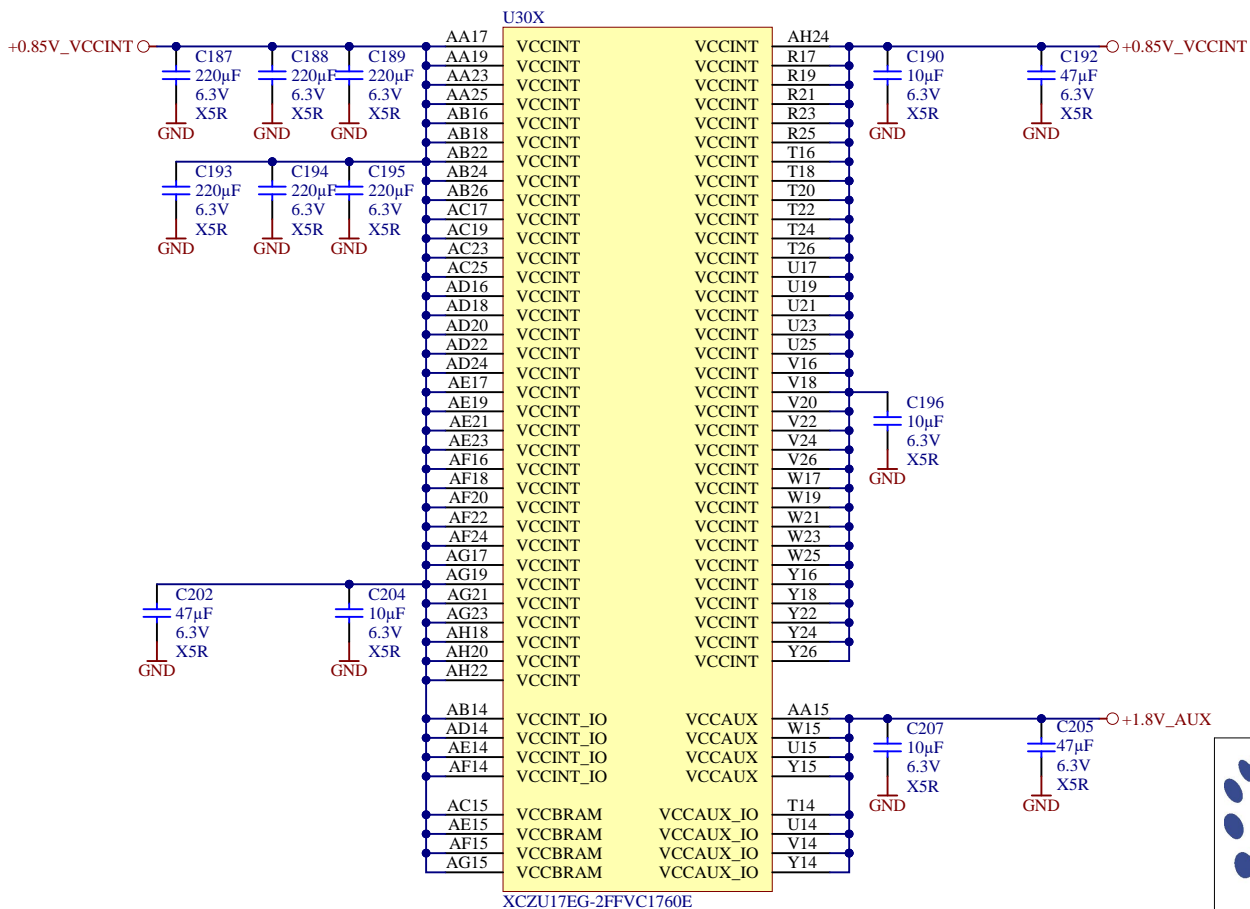 U30X
+0.85V_VCCINT
C187
220µF
6.3V
X5R
GND
C188
220µF
6.3V
X5R
GND
C189
220µF
6.3V
X5R
GND
C193
220µF
6.3V
X5R
GND
C194
220µF
6.3V
X5R
GND
C195
220µF
6.3V
X5R
GND
C202
47µF
6.3V
X5R
GND
C204
10µF
6.3V
X5R
GND
AA17 VCCINT
AA19 VCCINT
AA23 VCCINT
AA25 VCCINT
AB16 VCCINT
AB18 VCCINT
AB22 VCCINT
AB24 VCCINT
AB26 VCCINT
AC17 VCCINT
AC19 VCCINT
AC23 VCCINT
AC25 VCCINT
AD16 VCCINT
AD18 VCCINT
AD20 VCCINT
AD22 VCCINT
AD24 VCCINT
AE17 VCCINT
AE19 VCCINT
AE21 VCCINT
AE23 VCCINT
AF16 VCCINT
AF18 VCCINT
AF20 VCCINT
AF22 VCCINT
AF24 VCCINT
AG17 VCCINT
AG19 VCCINT
AG21 VCCINT
AG23 VCCINT
AH18 VCCINT
AH20 VCCINT
AH22 VCCINT
AB14 VCCINT_IO
AD14 VCCINT_IO
AE14 VCCINT_IO
AF14 VCCINT_IO
AC15 VCCBRAM
AE15 VCCBRAM
AF15 VCCBRAM
AG15 VCCBRAM
VCCINT AH24
VCCINT R17
VCCINT R19
VCCINT R21
VCCINT R23
VCCINT R25
VCCINT T16
VCCINT T18
VCCINT T20
VCCINT T22
VCCINT T24
VCCINT T26
VCCINT U17
VCCINT U19
VCCINT U21
VCCINT U23
VCCINT U25
VCCINT V16
VCCINT V18
VCCINT V20
VCCINT V22
VCCINT V24
VCCINT V26
VCCINT W17
VCCINT W19
VCCINT W21
VCCINT W23
VCCINT W25
VCCINT Y16
VCCINT Y18
VCCINT Y22
VCCINT Y24
VCCINT Y26
VCCAUX AA15
VCCAUX W15
VCCAUX U15
VCCAUX Y15
VCCAUX_IO T14
VCCAUX_IO U14
VCCAUX_IO V14
VCCAUX_IO Y14
C190
10µF
6.3V
X5R
GND
C192
47µF
6.3V
X5R
GND
+0.85V_VCCINT
C196
10µF
6.3V
X5R
GND
C207
10µF
6.3V
X5R
GND
C205
47µF
6.3V
X5R
GND
+1.8V_AUX
XCZU17EG-2FFVC1760E